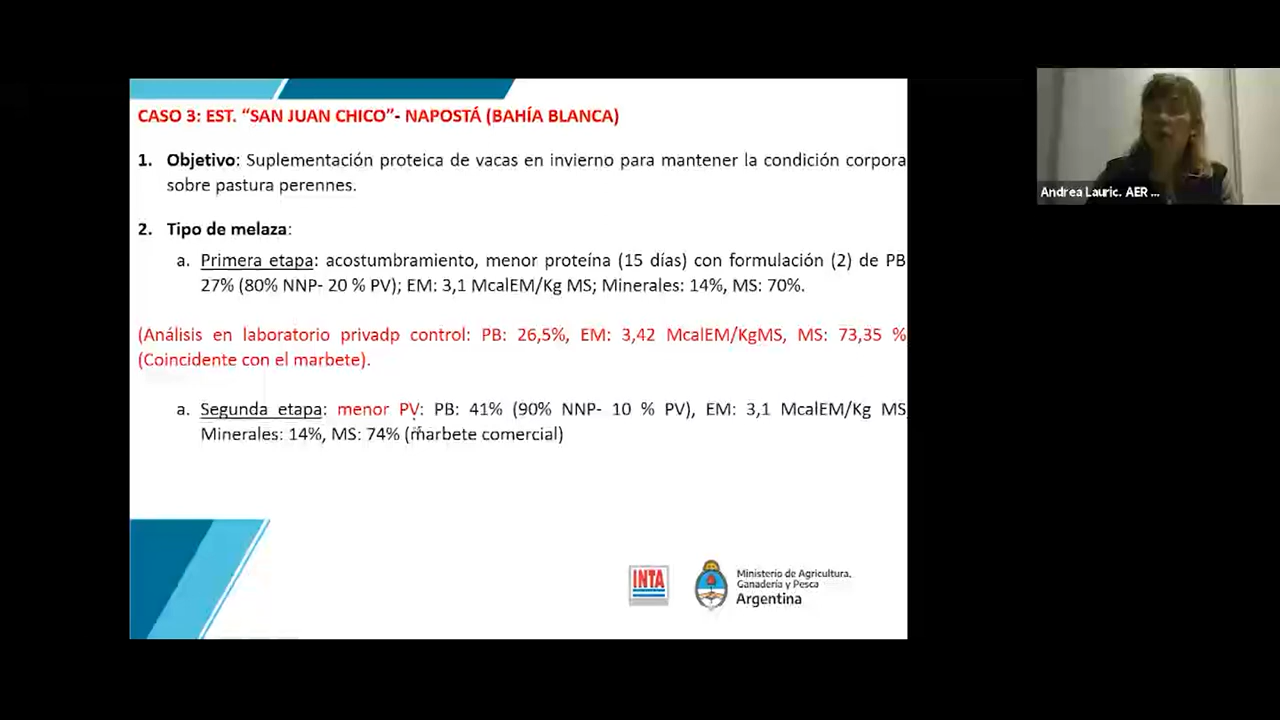 CASO 3: EST. “SAN JUAN CHICO”- NAPOSTÁ (BAHÍA BLANCA)
1. Objetivo: Suplementación proteica de vacas en invierno para mantener la condición corpora
sobre pastura perennes.
2. Tipo de melaza:
a. Primera etapa: acostumbramiento, menor proteína (15 días) con formulación (2) de PB
27% (80% NNP- 20 % PV); EM: 3,1 McalEM/Kg MS; Minerales: 14%, MS: 70%.
(Análisis en laboratorio privadp control: PB: 26,5%, EM: 3,42 McalEM/KgMS, MS: 73,35 %
(Coincidente con el marbete).
a. Segunda etapa: menor PV: PB: 41% (90% NNP- 10 % PV), EM: 3,1 McalEM/Kg MS
Minerales: 14%, MS: 74% (marbete comercial)
INTA
Ministerio de Agricultura,
Ganadería y Pesca
Argentina
Andrea Lauric. AER ...